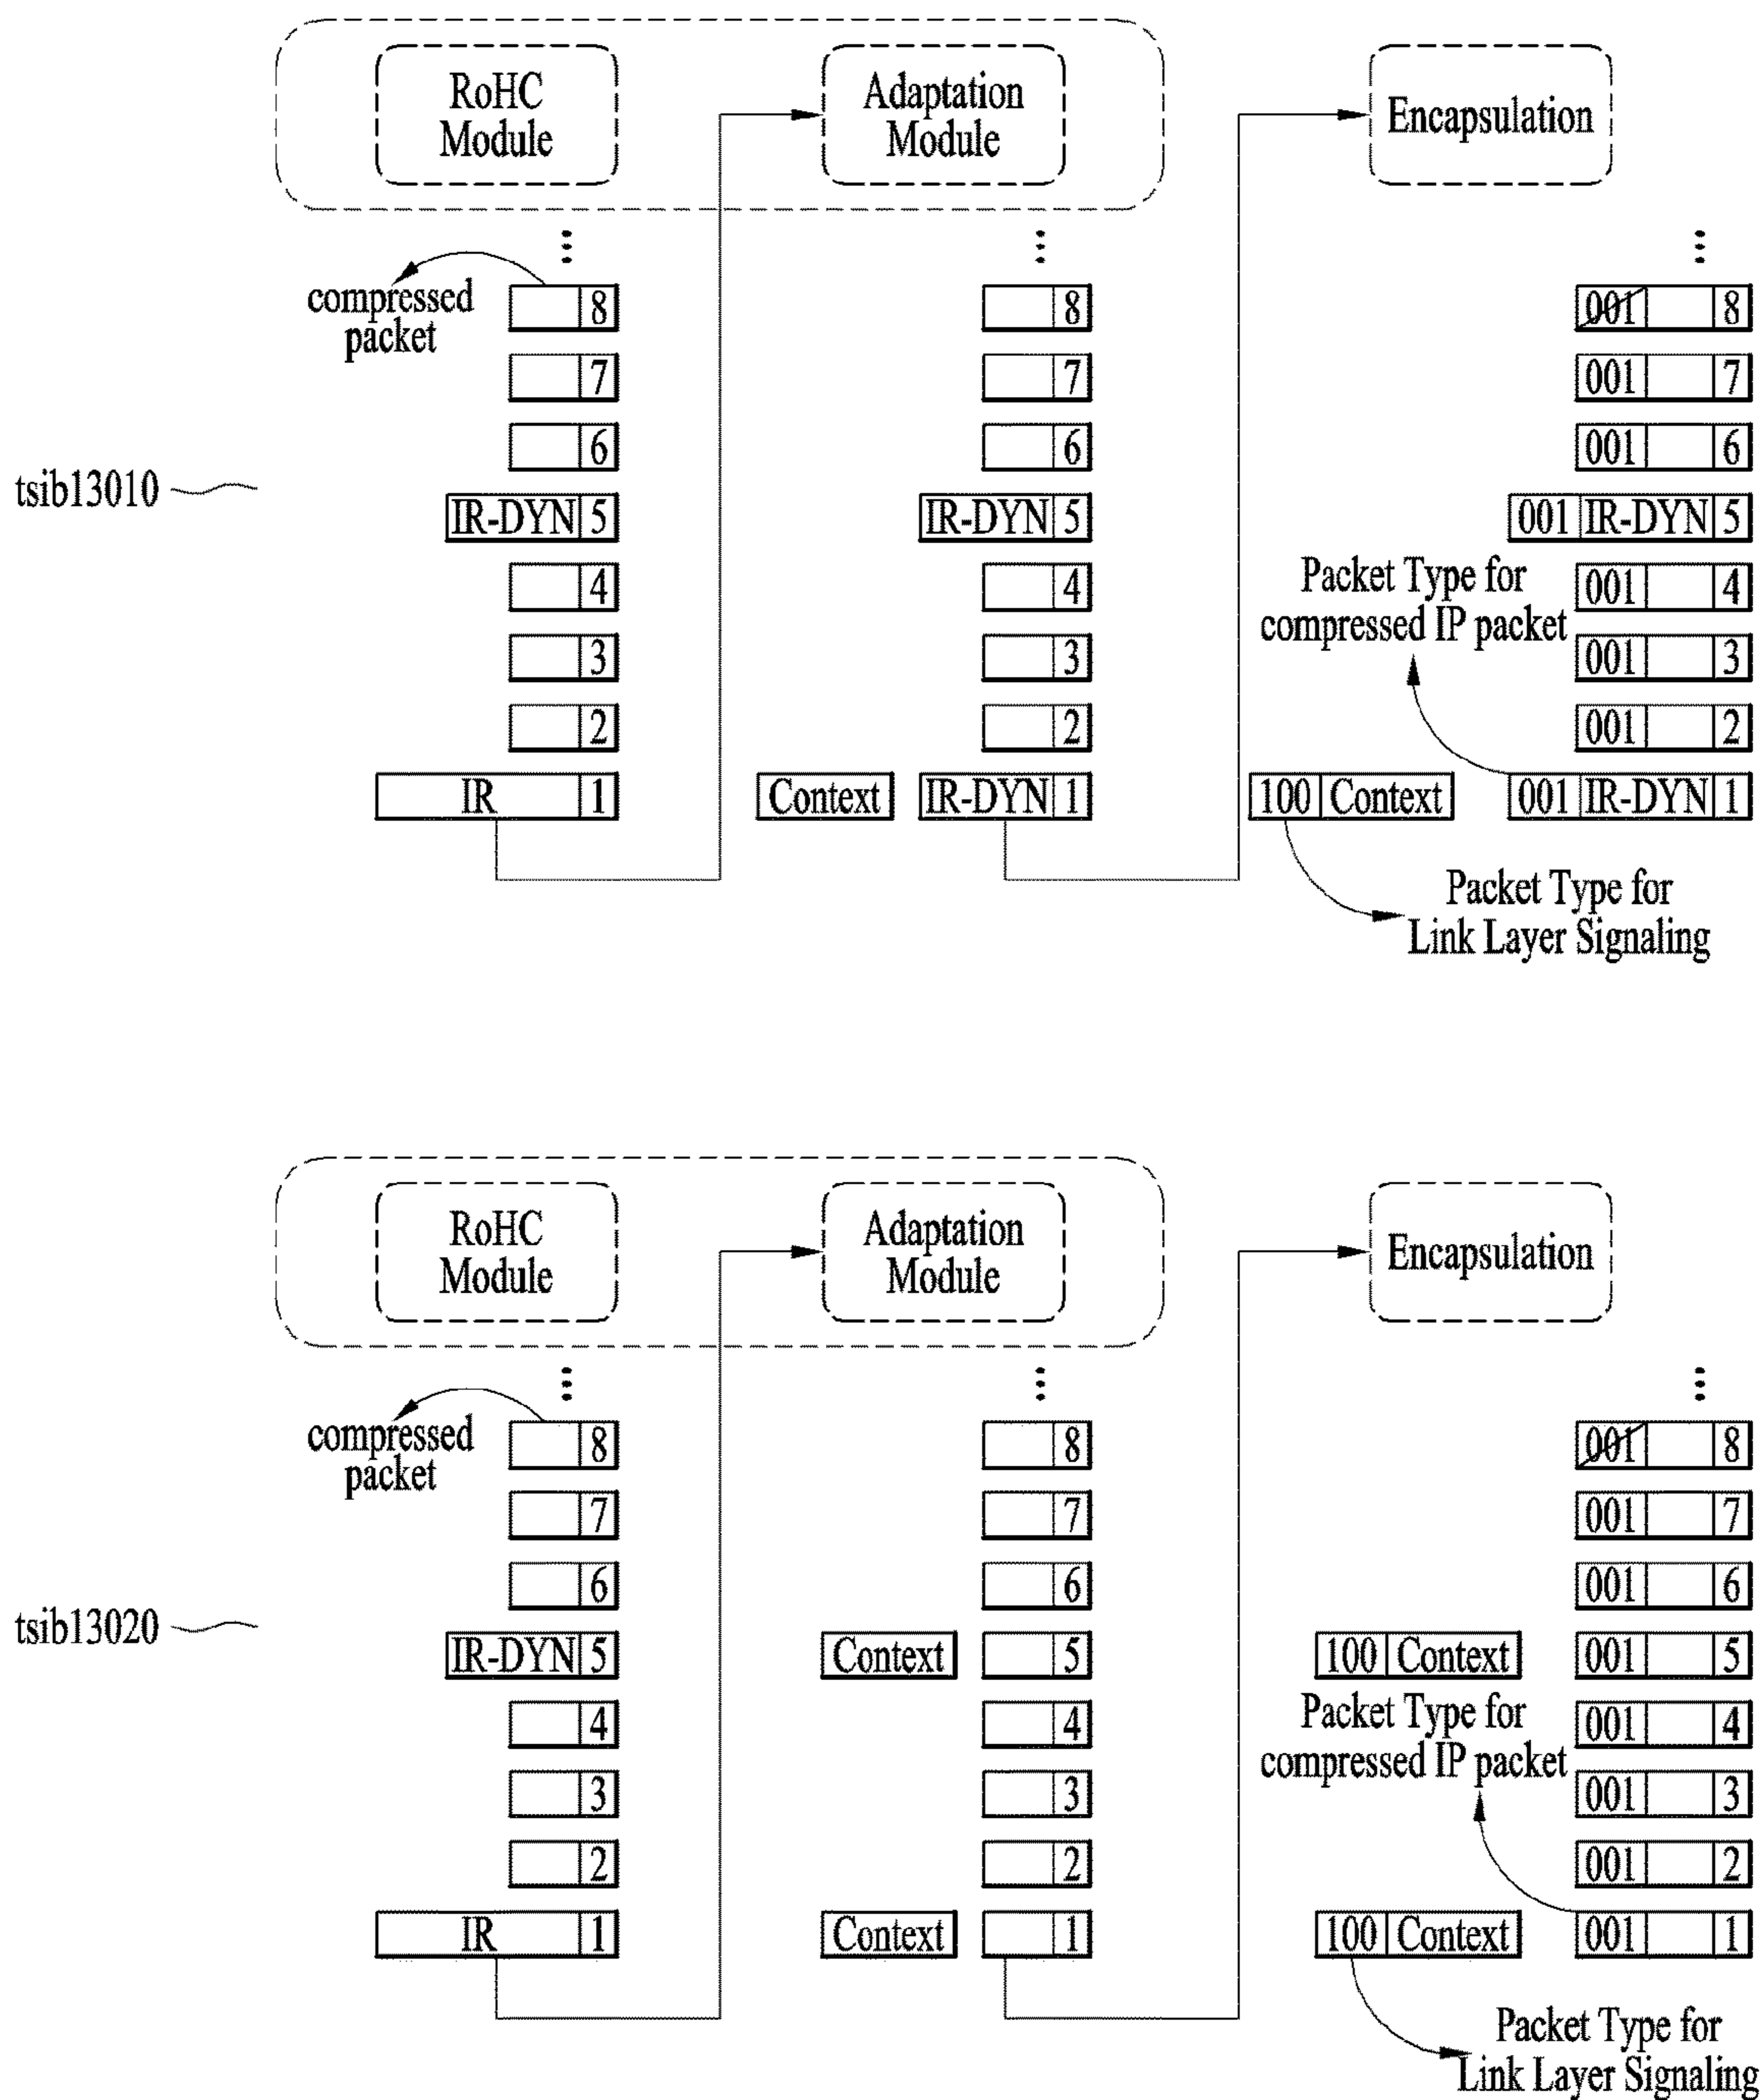 RoHC
Module
Adaptation
Module
Encapsulation
compressed
packet
8
8
001 8
7
7
001 7
6
6
001 6
tsib13010
IR-DYN 5
IR-DYN 5
001 IR-DYN 5
Packet Type for
compressed IP packet
4
4
001 4
3
3
001 3
2
2
001 2
IR 1
Context
IR-DYN 1
100 Context
001 IR-DYN 1
Packet Type for
Link Layer Signaling
RoHC
Module
Adaptation
Module
Encapsulation
compressed
packet
8
8
001 8
7
7
001 7
6
6
001 6
tsib13020
IR-DYN 5
Context
5
100 Context
001 5
Packet Type for
compressed IP packet
4
4
001 4
3
3
001 3
2
2
001 2
IR 1
Context
1
100 Context
001 1
Packet Type for
Link Layer Signaling